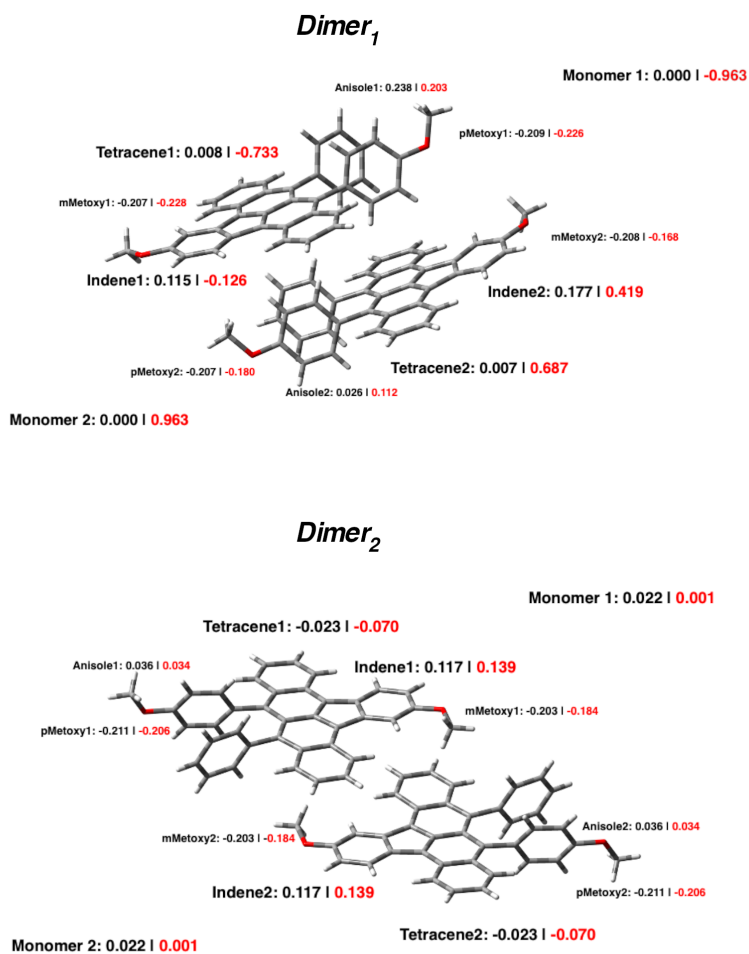 Dimer1
Monomer 1: 0.000 | -0.963
Anisole1: 0.238 | 0.203
pMetoxy1: -0.209 | -0.226
Tetracene1: 0.008 | -0.733
mMetoxy1: -0.207 | -0.228
mMetoxy2: -0.208 | -0.168
Indene1: 0.115 | -0.126
Indene2: 0.177 | 0.419
pMetoxy2: -0.207 | -0.180
Tetracene2: 0.007 | 0.687
Anisole2: 0.026 | 0.112
Monomer 2: 0.000 | 0.963
Dimer2
Monomer 1: 0.022 | 0.001
Tetracene1: -0.023 | -0.070
Anisole1: 0.036 | 0.034
Indene1: 0.117 | 0.139
mMetoxy1: -0.203 | -0.184
pMetoxy1: -0.211 | -0.206
Anisole2: 0.036 | 0.034
mMetoxy2: -0.203 | -0.184
Indene2: 0.117 | 0.139
pMetoxy2: -0.211 | -0.206
Tetracene2: -0.023 | -0.070
Monomer 2: 0.022 | 0.001